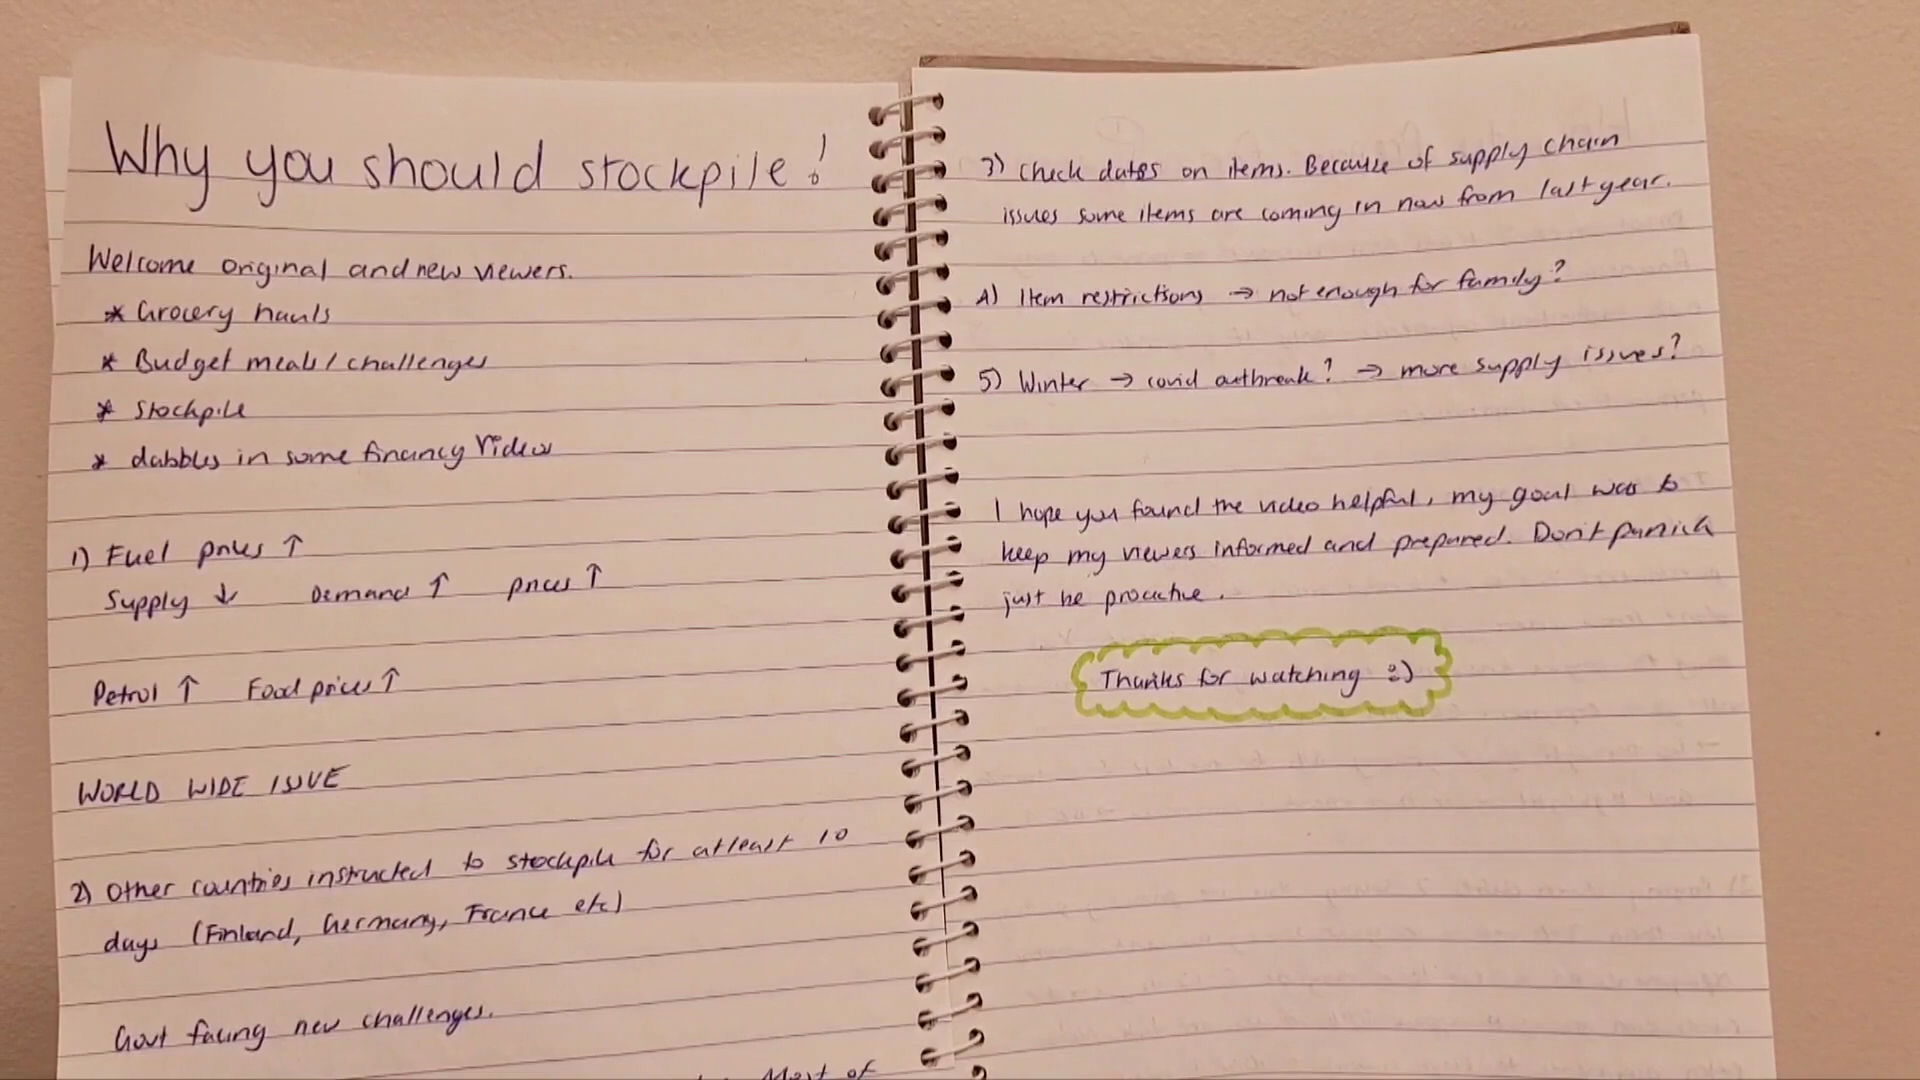 Why you should stockpile!
Welcome original and new viewers.
* Grocery hauls
* Budget meals/challenges
* Stockpile
* dabbles in some financy Videos
1) Fuel prices ↑
Supply ↓ Demand ↑ prices ↑
Petrol ↑ Food prices ↑
WORLD WIDE ISSUE
2) Other countries instructed to stockpile for atleast 10
days (Finland, Germany, France etc)
Govt facing new challenges.
Most of
3) Check dates on items. Because of supply chain
issues some items are coming in now from last year.
4) Item restrictions → not enough for family?
5) Winter → covid outbreak? → more supply issues?
I hope you found the video helpful, my goal was to
keep my viewers informed and prepared. Don't panick
just be proactive.
Thanks for watching :)